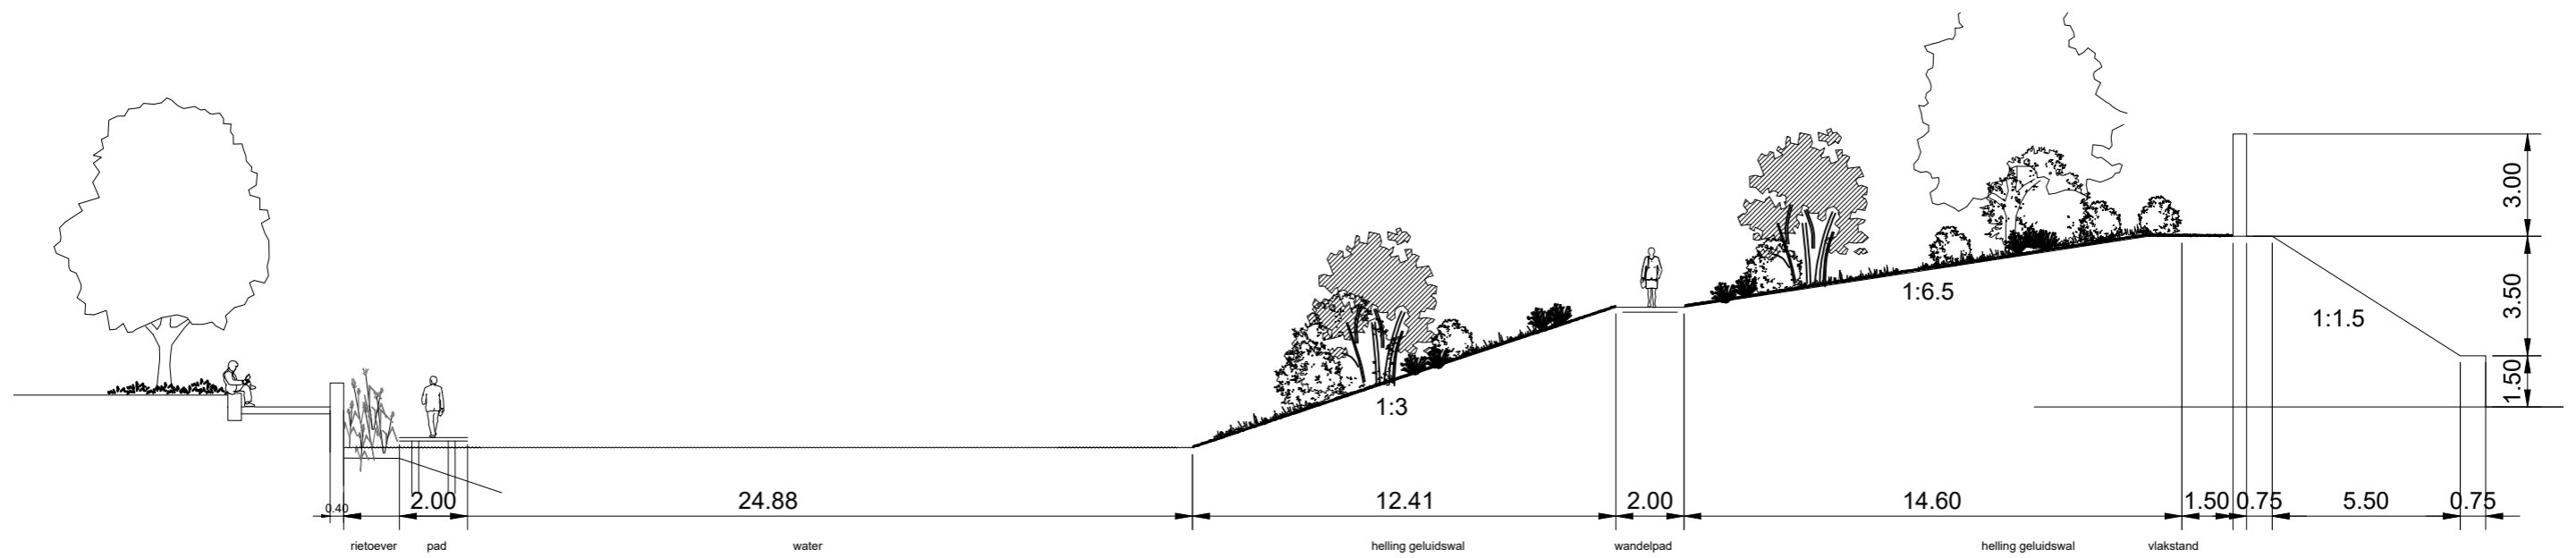 3.00
3.50
1.50
1:6.5
1:1.5
1:3
0.40
2.00
24.88
12.41
2.00
14.60
1.50
0.75
5.50
0.75
rietoever
pad
water
helling geluidswal
wandelpad
helling geluidswal
vlakstand